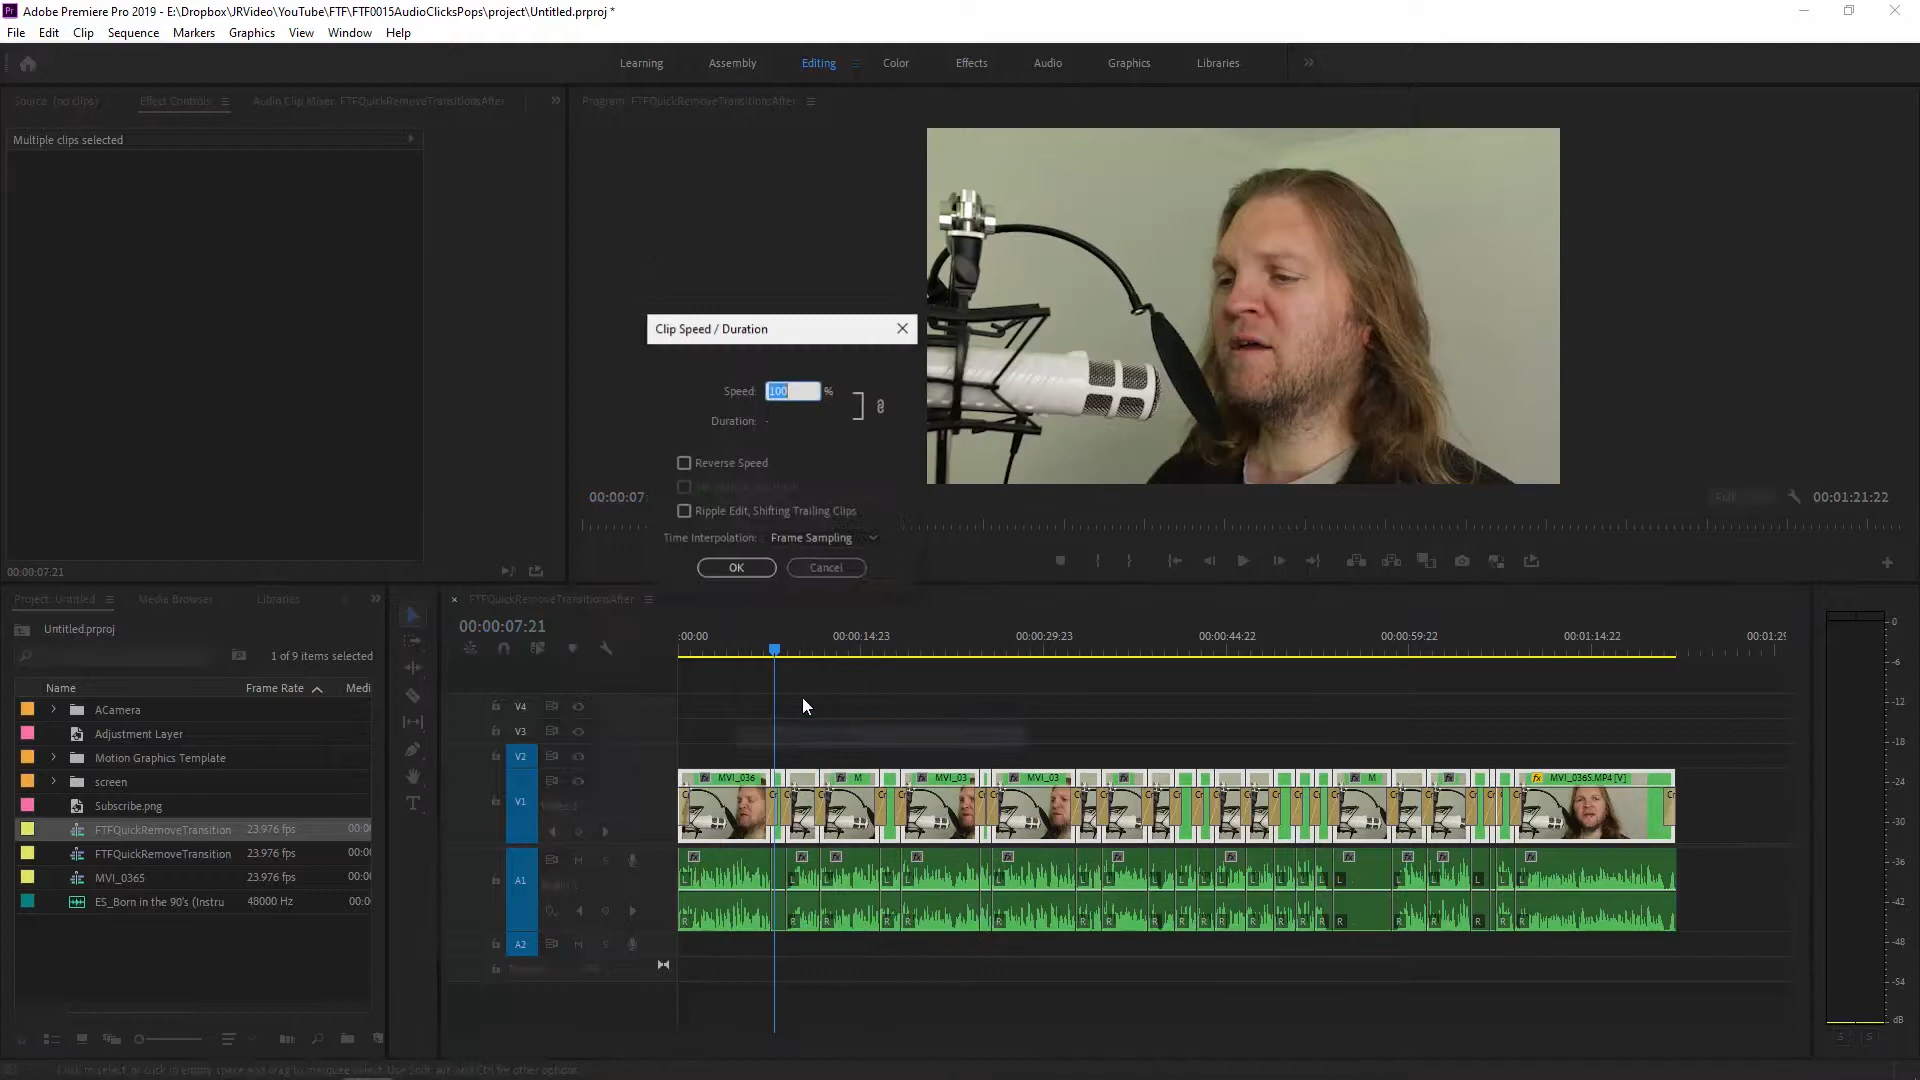 Adobe Premiere Pro 2019 - E:\Dropbox\JRVideo\YouTube\FTF\FTF0015AudioClicksPops\project\Untitled.prproj *
File Edit Clip Sequence Markers Graphics View Window Help
Learning Assembly Editing Color Effects Audio Graphics Libraries
Source: (no clips) Effect Controls Audio Clip Mixer: FTFQuickRemoveTransitionsAfter
Program: FTFQuickRemoveTransitionsAfter
Multiple clips selected
Clip Speed / Duration
Speed: 100 %
Duration: -
Reverse Speed
Ripple Edit, Shifting Trailing Clips
Time Interpolation: Frame Sampling
OK Cancel
00:00:07:
Full
00:01:21:22
00:00:07:21
Project: Untitled Media Browser Libraries
Untitled.prproj
1 of 9 items selected
Name Frame Rate Medi
ACamera
Adjustment Layer
Motion Graphics Template
screen
Subscribe.png
FTFQuickRemoveTransition 23.976 fps 00:0
FTFQuickRemoveTransition 23.976 fps 00:0
MVI_0365 23.976 fps 00:0
ES_Born in the 90's (Instru 48000 Hz 00:0
FTFQuickRemoveTransitionsAfter
00:00:07:21
:00:00 00:00:14:23 00:00:29:23 00:00:44:22 00:00:59:22 00:01:14:22 00:01:29
V4
V3
V2
V1
MVI_036 M MVI_03 MVI_03 M MVI_0365.MP4 [V]
A1
M S
A2
M S
0
-6
-12
-18
-24
-30
-36
-42
-48
-54
dB
S S
Click to select, or click in empty space and drag to marquee select. Use Shift, Alt, and Ctrl for other options.